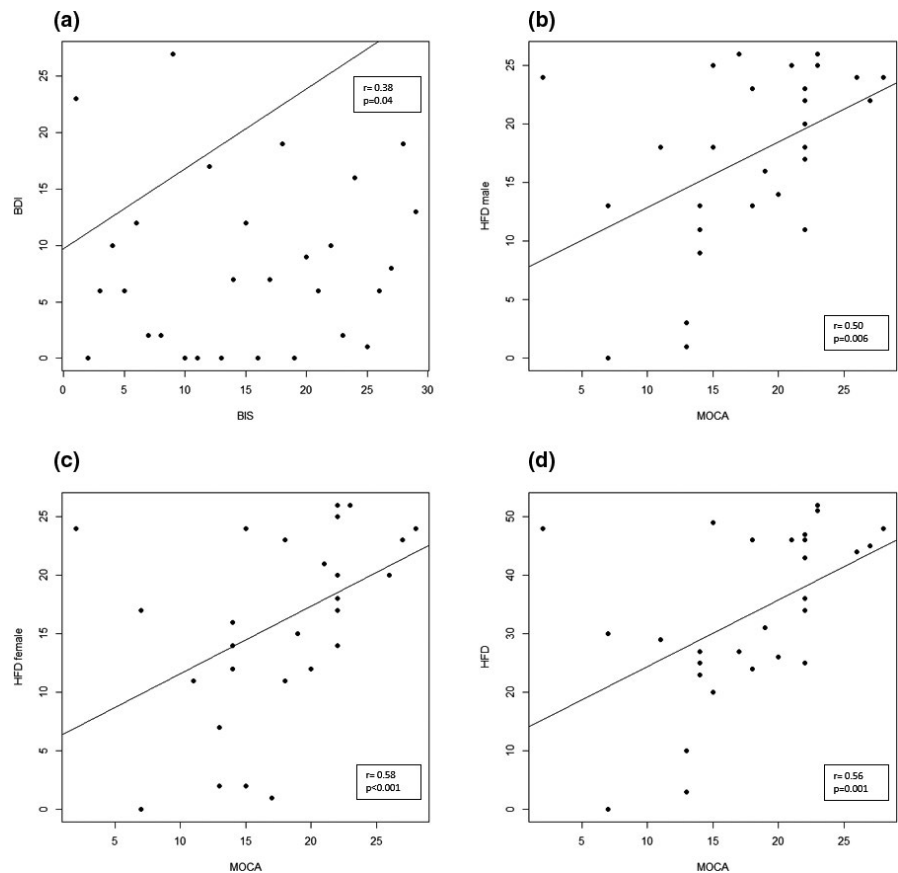 (a)
BDI
25
20
15
10
5
0
r= 0.38
p=0.04
0 5 10 15 20 25 30
BIS
(b)
HFD male
25
20
15
10
5
0
r= 0.50
p=0.006
5 10 15 20 25
MOCA
(c)
HFD female
25
20
15
10
5
0
r= 0.58
p<0.001
5 10 15 20 25
MOCA
(d)
HFD
50
40
30
20
10
0
r= 0.56
p=0.001
5 10 15 20 25
MOCA